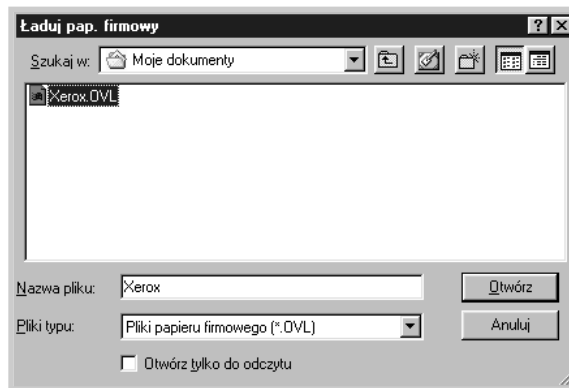 Ładuj pap. firmowy
Szukaj w: Moje dokumenty
Xerox.OVL
Nazwa pliku: Xerox Otwórz
Pliki typu: Pliki papieru firmowego (*.OVL) Anuluj
Otwórz tylko do odczytu